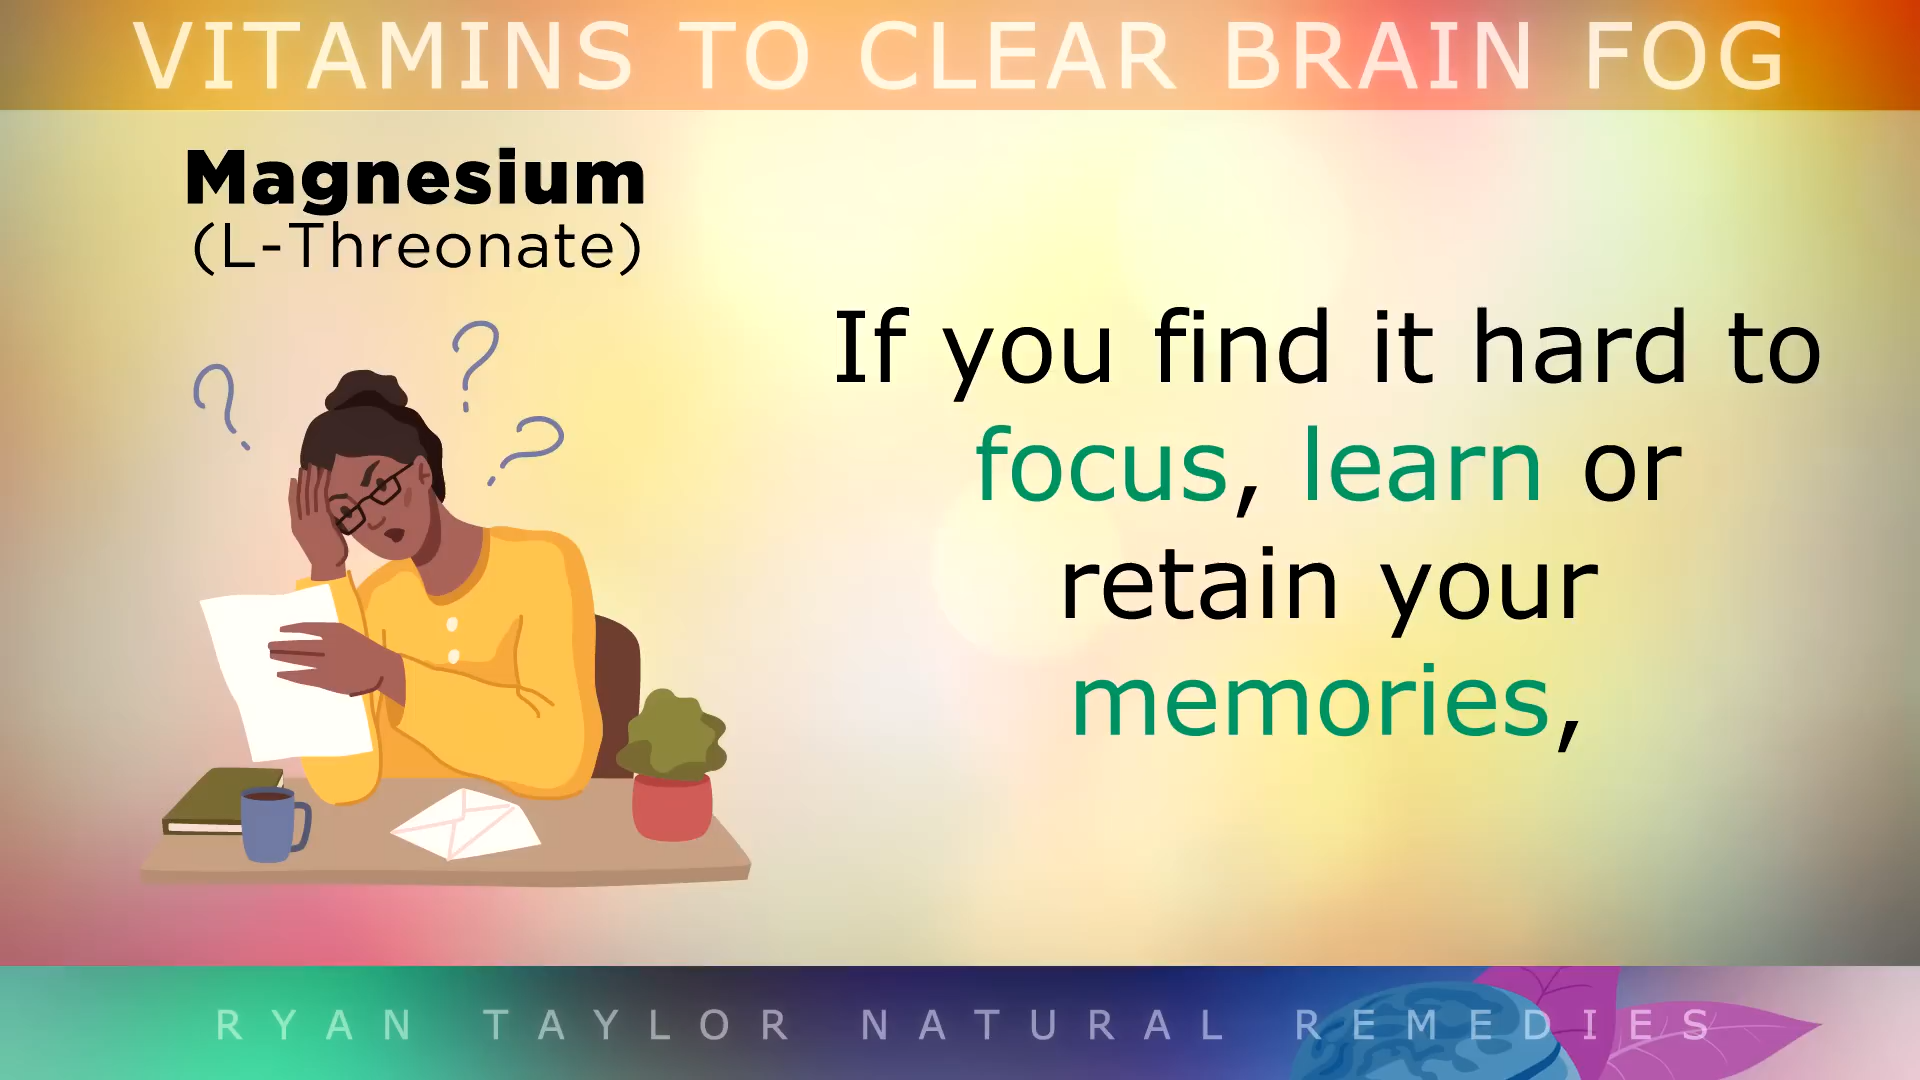 VITAMINS TO CLEAR BRAIN FOG
Magnesium
(L-Threonate)
If you find it hard to
focus, learn or
retain your
memories,
RYAN TAYLOR NATURAL REMEDIES